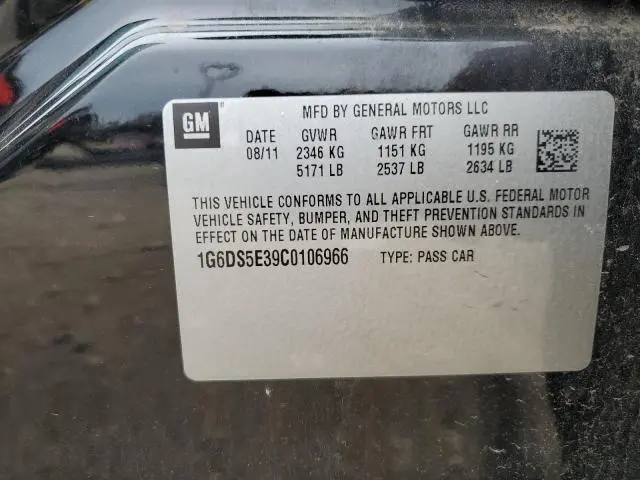 GM ®
MFD BY GENERAL MOTORS LLC
DATE GVWR GAWR FRT GAWR RR
08/11 2346 KG 1151 KG 1195 KG
5171 LB 2537 LB 2634 LB
THIS VEHICLE CONFORMS TO ALL APPLICABLE U.S. FEDERAL MOTOR
VEHICLE SAFETY, BUMPER, AND THEFT PREVENTION STANDARDS IN
EFFECT ON THE DATE OF MANUFACTURE SHOWN ABOVE.
1G6DS5E39C0106966 TYPE: PASS CAR